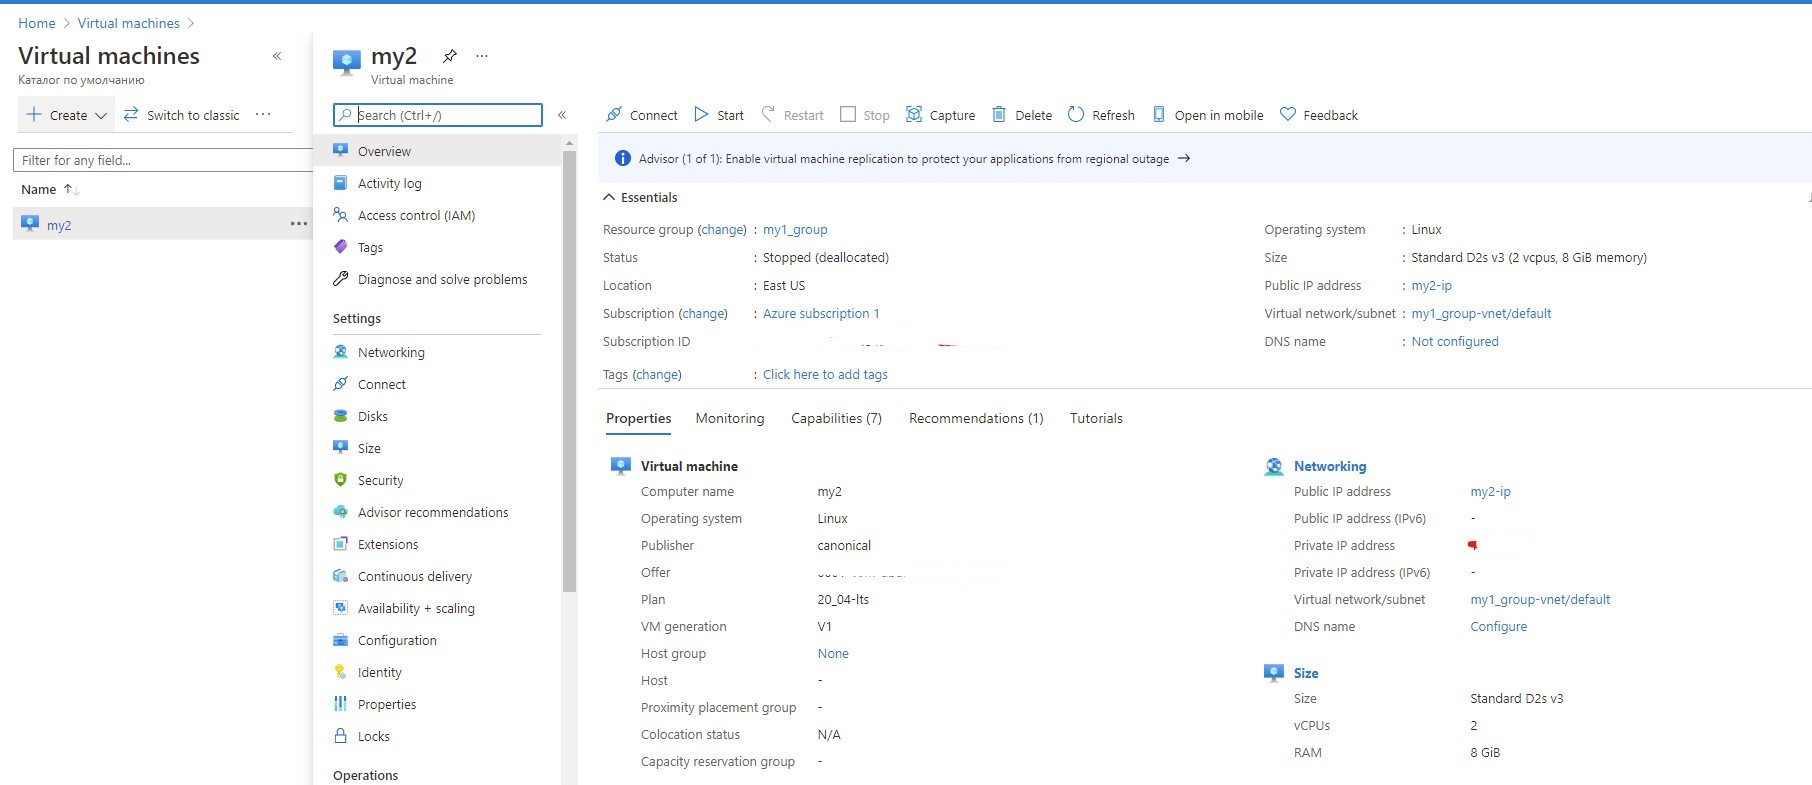 Home > Virtual machines >
Virtual machines «
Каталог по умолчанию
Create Switch to classic ···
Filter for any field...
Name ↑↓
my2 ···
my2 ···
Virtual machine
Search (Ctrl+/) «
Overview
Activity log
Access control (IAM)
Tags
Diagnose and solve problems
Settings
Networking
Connect
Disks
Size
Security
Advisor recommendations
Extensions
Continuous delivery
Availability + scaling
Configuration
Identity
Properties
Locks
Operations
Connect Start Restart Stop Capture Delete Refresh Open in mobile Feedback
Advisor (1 of 1): Enable virtual machine replication to protect your applications from regional outage →
Essentials
Resource group (change) : my1_group
Status : Stopped (deallocated)
Location : East US
Subscription (change) : Azure subscription 1
Subscription ID
Tags (change) : Click here to add tags
Operating system : Linux
Size : Standard D2s v3 (2 vcpus, 8 GiB memory)
Public IP address : my2-ip
Virtual network/subnet : my1_group-vnet/default
DNS name : Not configured
Properties Monitoring Capabilities (7) Recommendations (1) Tutorials
Virtual machine
Computer name my2
Operating system Linux
Publisher canonical
Offer
Plan 20_04-lts
VM generation V1
Host group None
Host -
Proximity placement group -
Colocation status N/A
Capacity reservation group -
Networking
Public IP address my2-ip
Public IP address (IPv6) -
Private IP address
Private IP address (IPv6) -
Virtual network/subnet my1_group-vnet/default
DNS name Configure
Size
Size Standard D2s v3
vCPUs 2
RAM 8 GiB